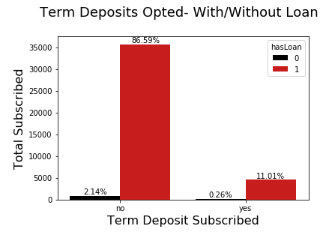 Term Deposits Opted- With/Without Loan
Total Subscribed
35000
30000
25000
20000
15000
10000
5000
0
86.59%
2.14%
0.26%
11.01%
hasLoan
0
1
no
yes
Term Deposit Subscribed